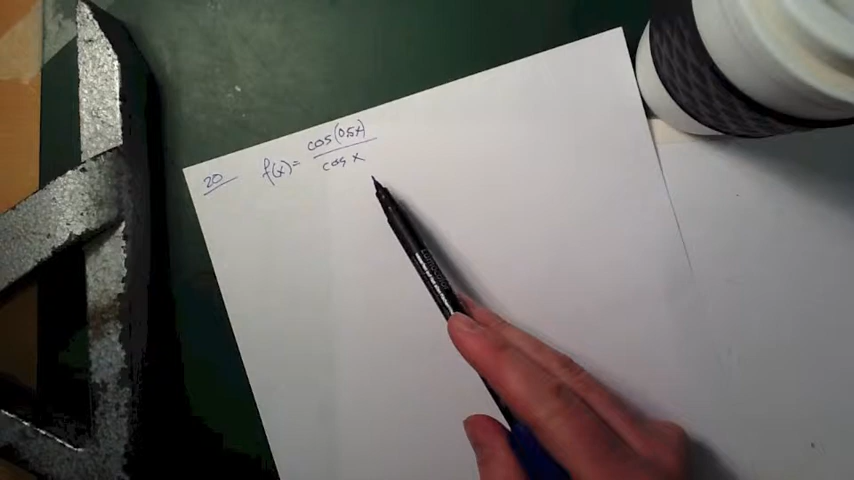 20 f(x) = cos(0.5x) / cos x